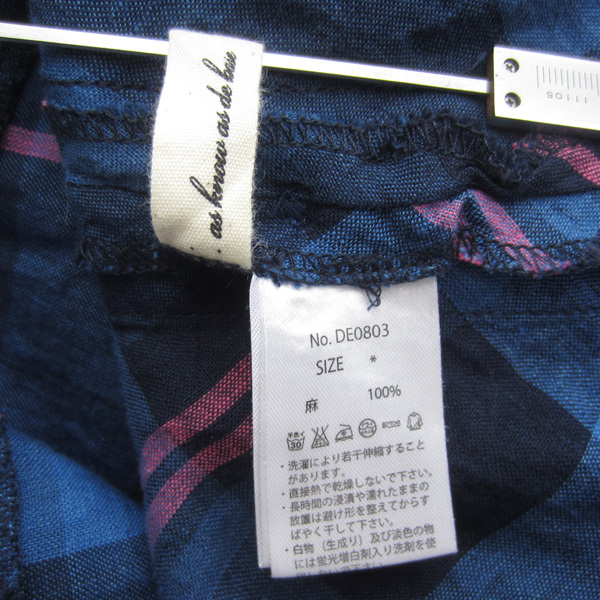 as know as de base
No. DE0803
SIZE *
麻 100%
手洗イ
30
・洗濯により若干伸縮すること
があります。
・直接熱で乾燥しないで下さい。
・長時間の浸漬や濡れたままの
放置は避け形を整えてからす
ばやく干して下さい。
・白物（生成り）及び淡色の物
には蛍光増白剤入り洗剤を使
11105